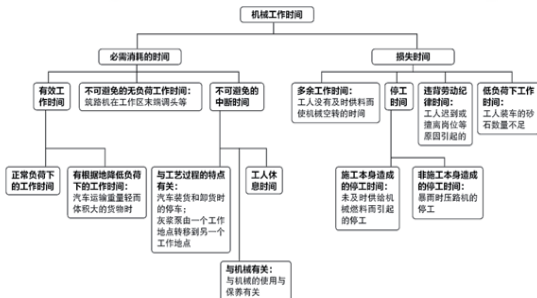 机械工作时间
必需消耗的时间
损失时间
有效工
作时间
不可避免的无负荷工作时间：
筑路机在工作区末端调头等
不可避免的
中断时间
多余工作时间：
工人没有及时供料而
使机械空转的时间
停工
时间
违背劳动纪
律时间：
工人迟到或
擅离岗位等
原因引起的
低负荷下工作
时间：
工人装车的砂
石数量不足
正常负荷下
的工作时间
有根据地降低负荷
下的工作时间：
汽车运输重量轻而
体积大的货物时
与工艺过程的特点
有关：
汽车装货和卸货时
的停车；
灰浆泵由一个工作
地点转移到另一个
工作地点
工人休
息时间
施工本身造成
的停工时间：
未及时供给机
械燃料而引起
的停工
非施工本身造成
的停工时间：
暴雨时压路机的
停工
与机械有关：
与机械的使用与
保养有关